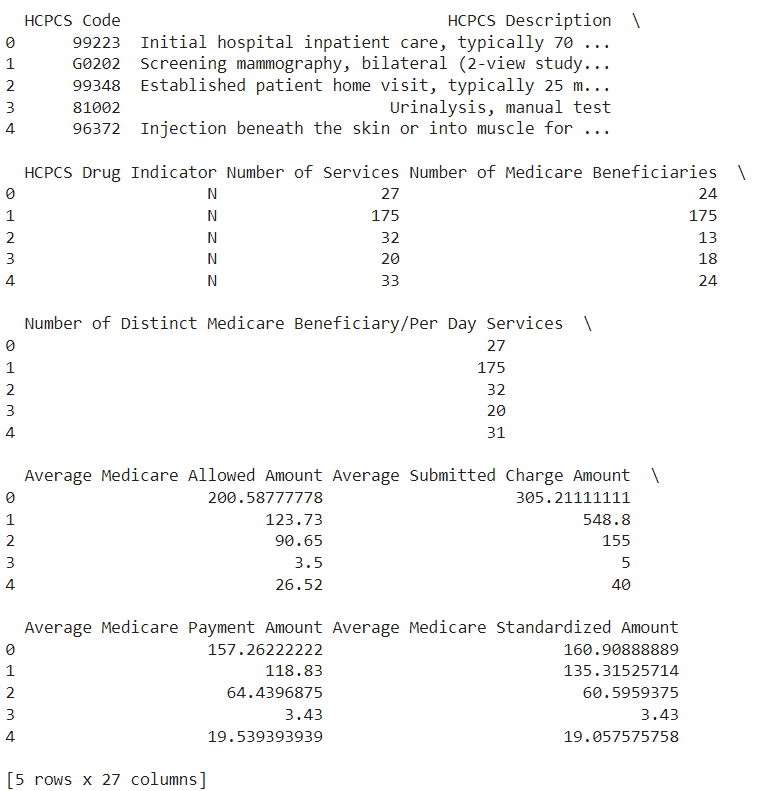 HCPCS Code HCPCS Description \
0 99223 Initial hospital inpatient care, typically 70 ...
1 G0202 Screening mammography, bilateral (2-view study...
2 99348 Established patient home visit, typically 25 m...
3 81002 Urinalysis, manual test
4 96372 Injection beneath the skin or into muscle for ...
HCPCS Drug Indicator Number of Services Number of Medicare Beneficiaries \
0 N 27 24
1 N 175 175
2 N 32 13
3 N 20 18
4 N 33 24
Number of Distinct Medicare Beneficiary/Per Day Services \
0 27
1 175
2 32
3 20
4 31
Average Medicare Allowed Amount Average Submitted Charge Amount \
0 200.58777778 305.21111111
1 123.73 548.8
2 90.65 155
3 3.5 5
4 26.52 40
Average Medicare Payment Amount Average Medicare Standardized Amount
0 157.26222222 160.90888889
1 118.83 135.31525714
2 64.4396875 60.5959375
3 3.43 3.43
4 19.539393939 19.057575758
[5 rows x 27 columns]